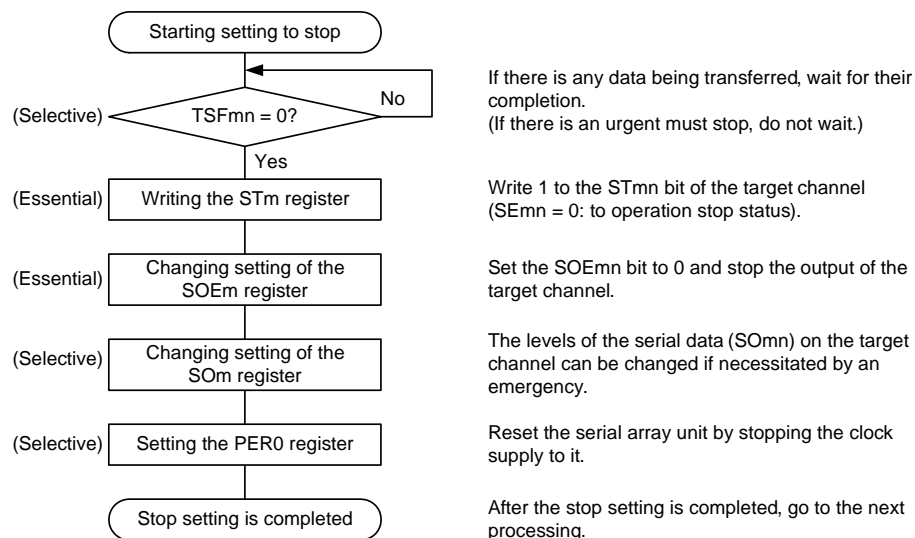 Starting setting to stop
No
If there is any data being transferred, wait for their
completion.
(If there is an urgent must stop, do not wait.)
(Selective)
TSFmn = 0?
Yes
(Essential)
Writing the STm register
Write 1 to the STmn bit of the target channel
(SEmn = 0: to operation stop status).
(Essential)
Changing setting of the
SOEm register
Set the SOEmn bit to 0 and stop the output of the
target channel.
(Selective)
Changing setting of the
SOm register
The levels of the serial data (SOmn) on the target
channel can be changed if necessitated by an
emergency.
(Selective)
Setting the PER0 register
Reset the serial array unit by stopping the clock
supply to it.
Stop setting is completed
After the stop setting is completed, go to the next
processing.